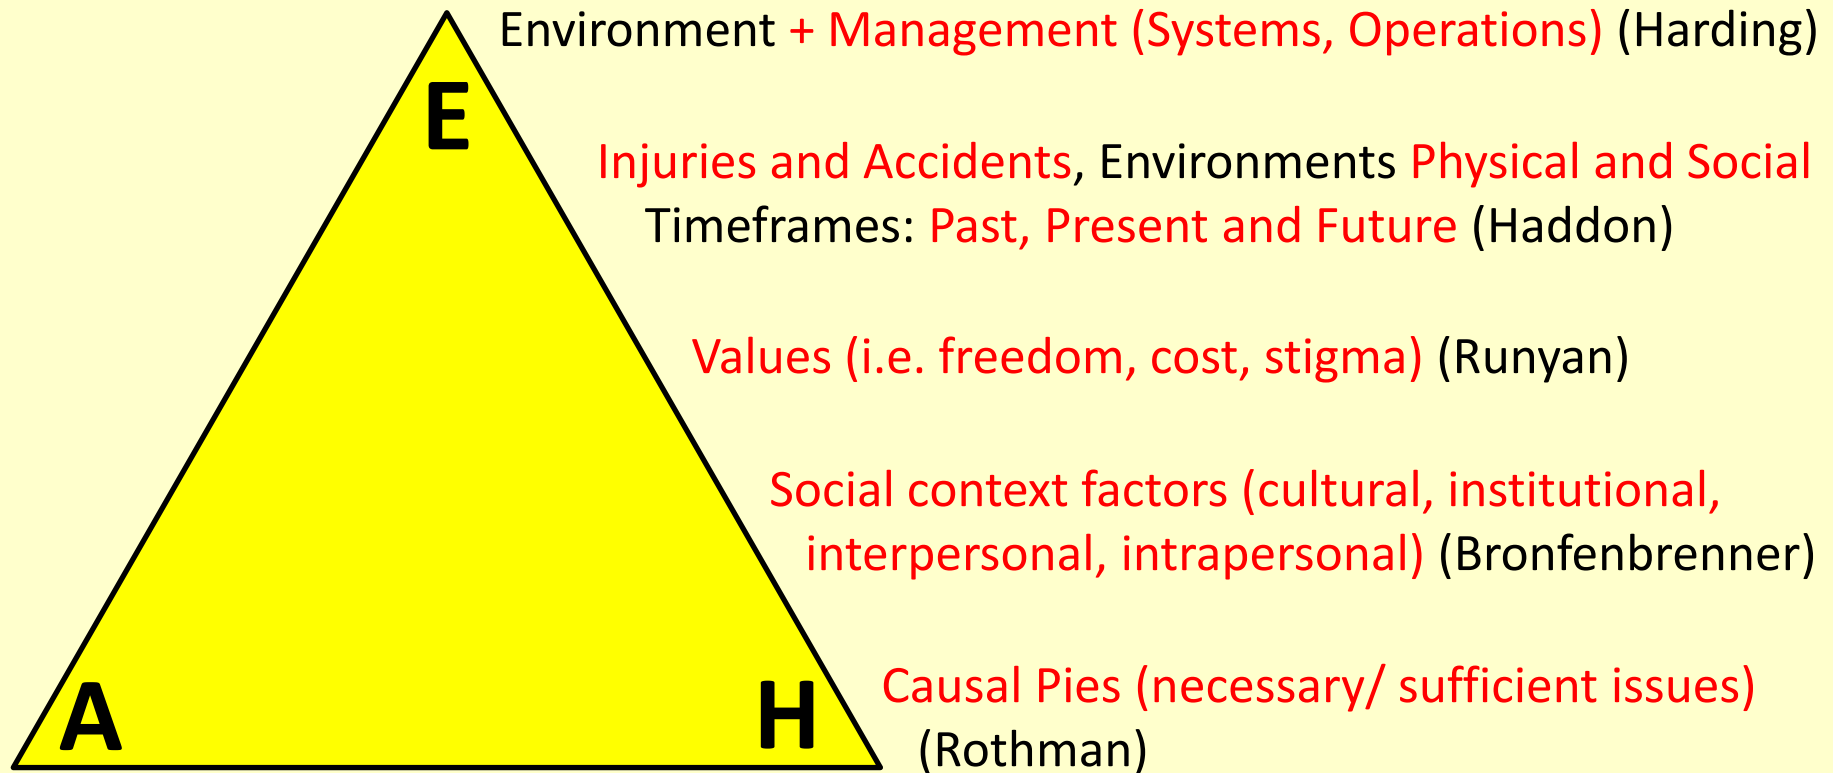 Environment + Management (Systems, Operations) (Harding)
E
Injuries and Accidents, Environments Physical and Social
Timeframes: Past, Present and Future (Haddon)
Values (i.e. freedom, cost, stigma) (Runyan)
Social context factors (cultural, institutional,
interpersonal, intrapersonal) (Bronfenbrenner)
Causal Pies (necessary/ sufficient issues)
(Rothman)
A
H